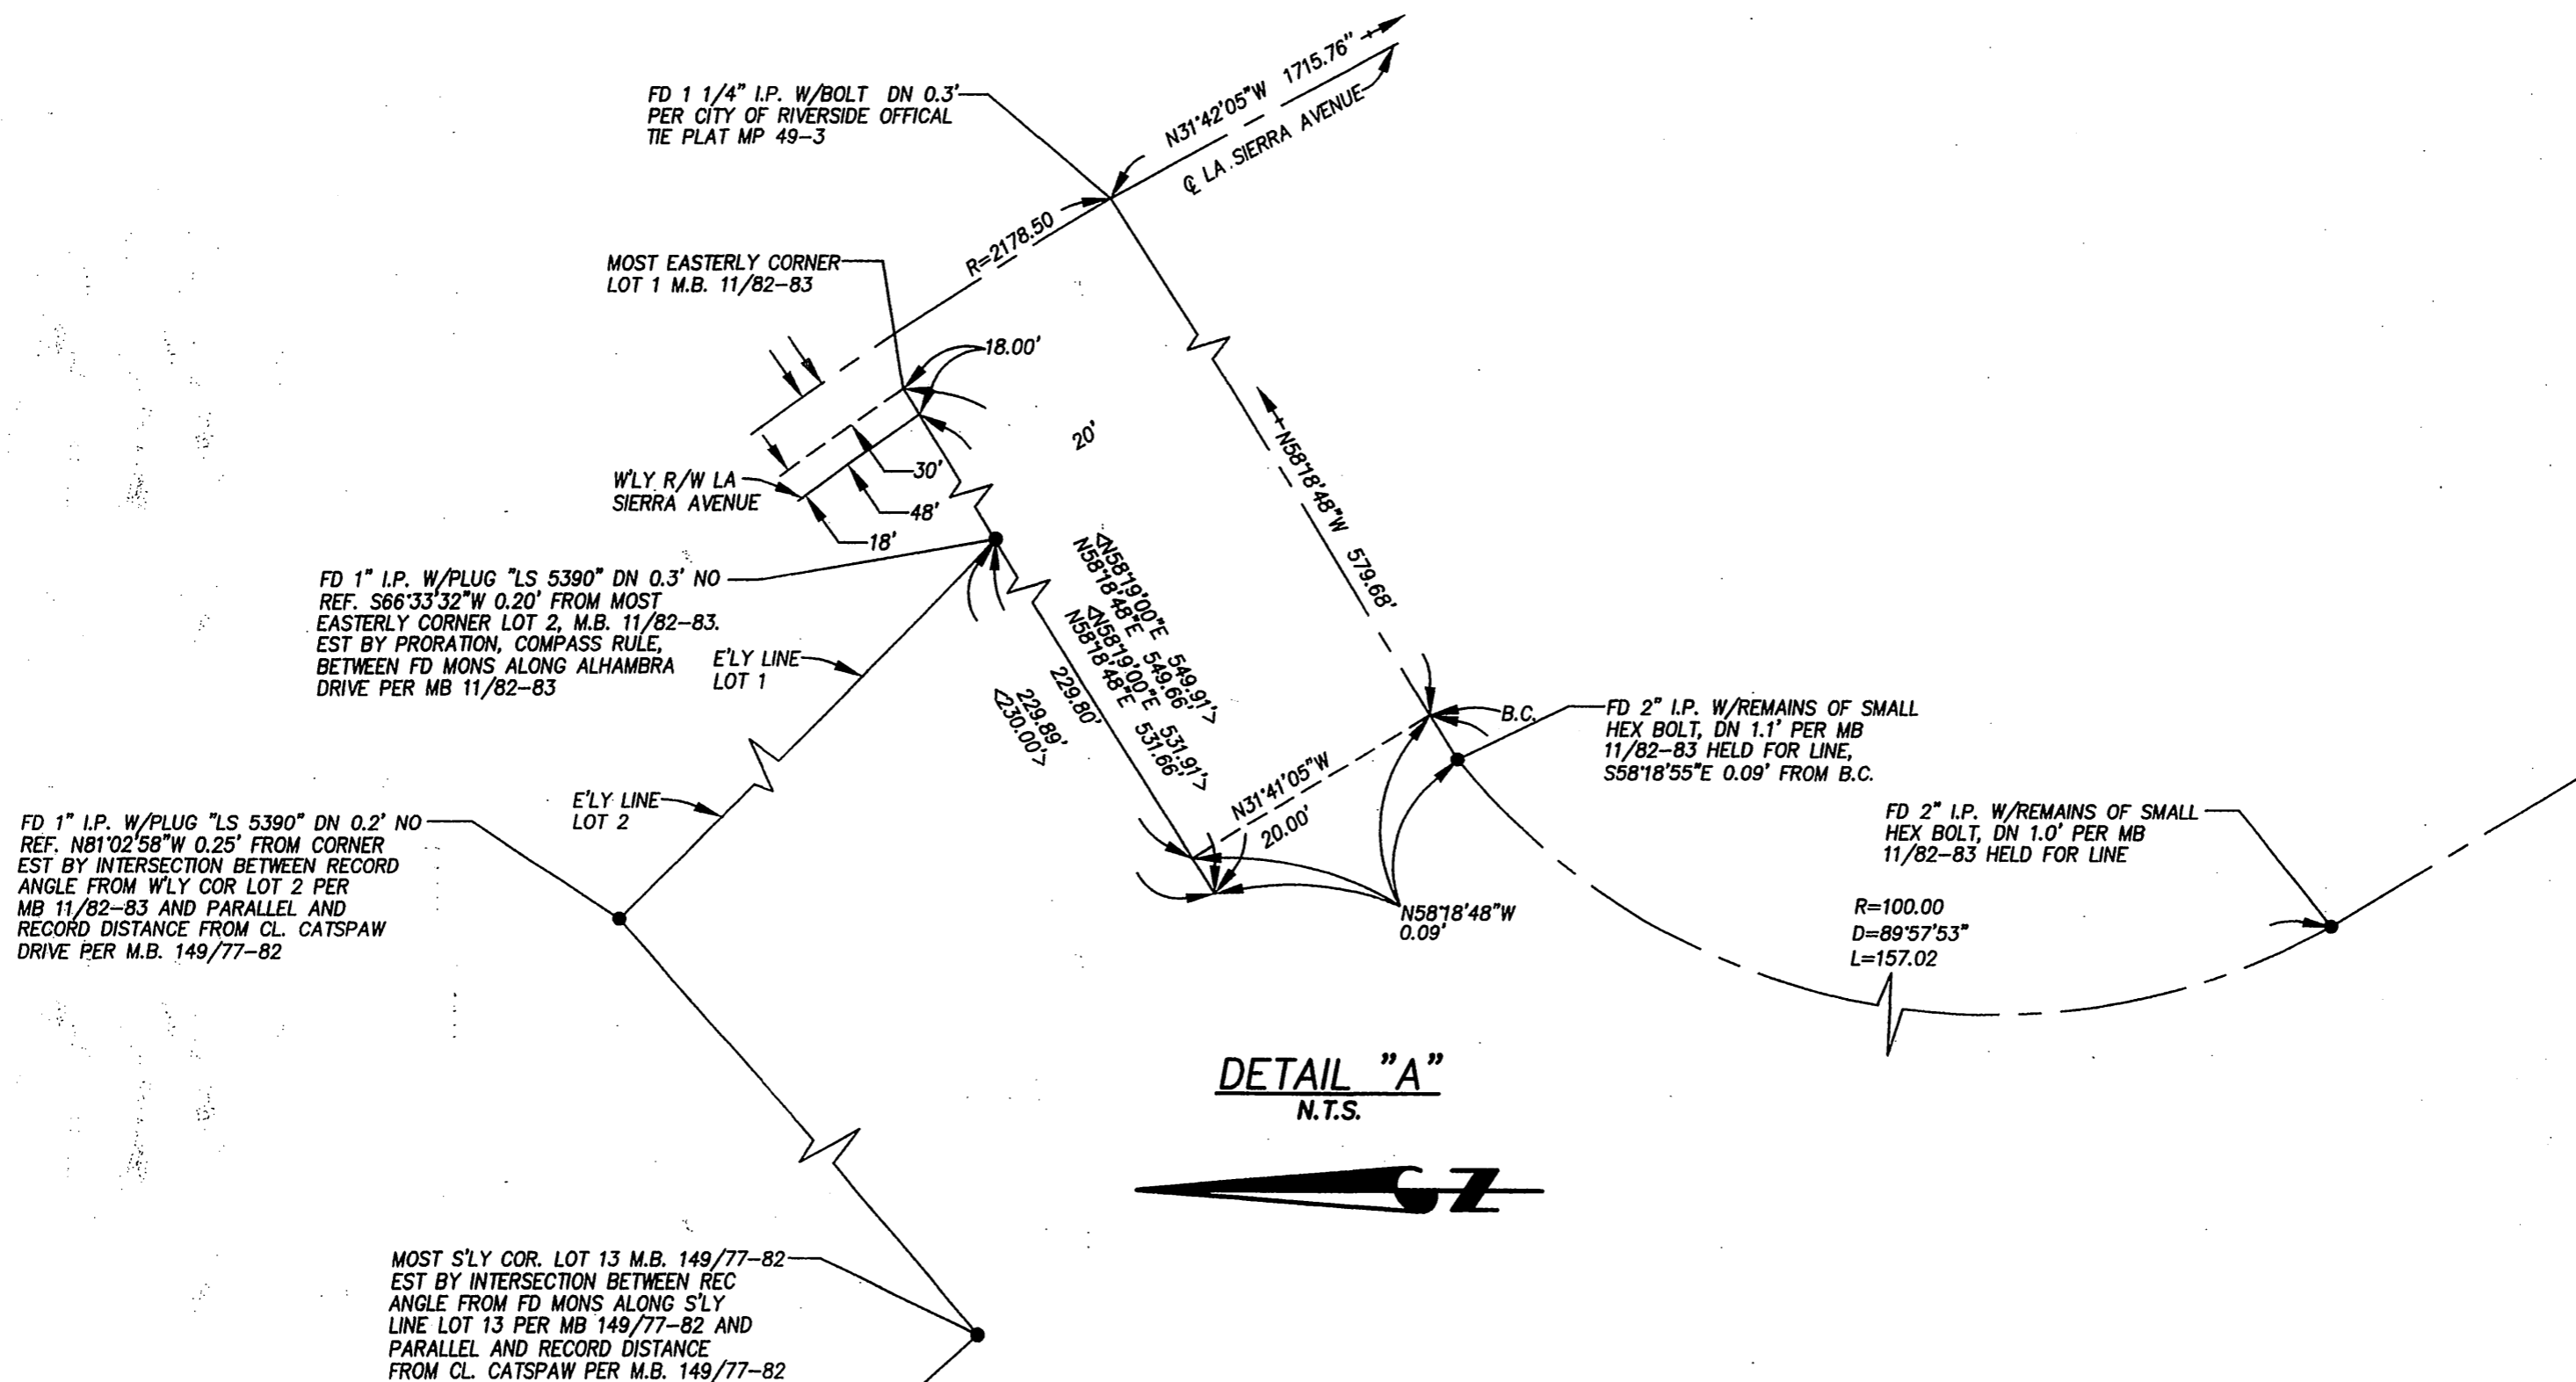 N31°42'05"W 1715.76"
℄ LA SIERRA AVENUE
FD 1 1/4" I.P. W/BOLT DN 0.3'
PER CITY OF RIVERSIDE OFFICAL
TIE PLAT MP 49-3
R=2178.50
MOST EASTERLY CORNER
LOT 1 M.B. 11/82-83
18.00'
20'
30'
W'LY R/W LA
SIERRA AVENUE
48'
18'
N58°18'48"W 579.68'
FD 1" I.P. W/PLUG "LS 5390" DN 0.3' NO
REF. S66°33'32"W 0.20' FROM MOST
EASTERLY CORNER LOT 2, M.B. 11/82-83.
EST BY PRORATION, COMPASS RULE,
BETWEEN FD MONS ALONG ALHAMBRA
DRIVE PER MB 11/82-83
E'LY LINE
LOT 1
<N58°19'00"E 549.91'>
N58°18'48"E 549.66'
<N58°19'00"E 531.91'>
N58°18'48"E 531.66'
229.80'
229.89'
<230.00'>
B.C.
FD 2" I.P. W/REMAINS OF SMALL
HEX BOLT, DN 1.1' PER MB
11/82-83 HELD FOR LINE,
S58°18'55"E 0.09' FROM B.C.
N31°41'05"W
20.00'
E'LY LINE
LOT 2
FD 1" I.P. W/PLUG "LS 5390" DN 0.2' NO
REF. N81°02'58"W 0.25' FROM CORNER
EST BY INTERSECTION BETWEEN RECORD
ANGLE FROM W'LY COR LOT 2 PER
MB 11/82-83 AND PARALLEL AND
RECORD DISTANCE FROM CL. CATSPAW
DRIVE PER M.B. 149/77-82
FD 2" I.P. W/REMAINS OF SMALL
HEX BOLT, DN 1.0' PER MB
11/82-83 HELD FOR LINE
N58°18'48"W
0.09'
R=100.00
D=89°57'53"
L=157.02
DETAIL "A"
N.T.S.
N
MOST S'LY COR. LOT 13 M.B. 149/77-82
EST BY INTERSECTION BETWEEN REC
ANGLE FROM FD MONS ALONG S'LY
LINE LOT 13 PER MB 149/77-82 AND
PARALLEL AND RECORD DISTANCE
FROM CL. CATSPAW PER M.B. 149/77-82